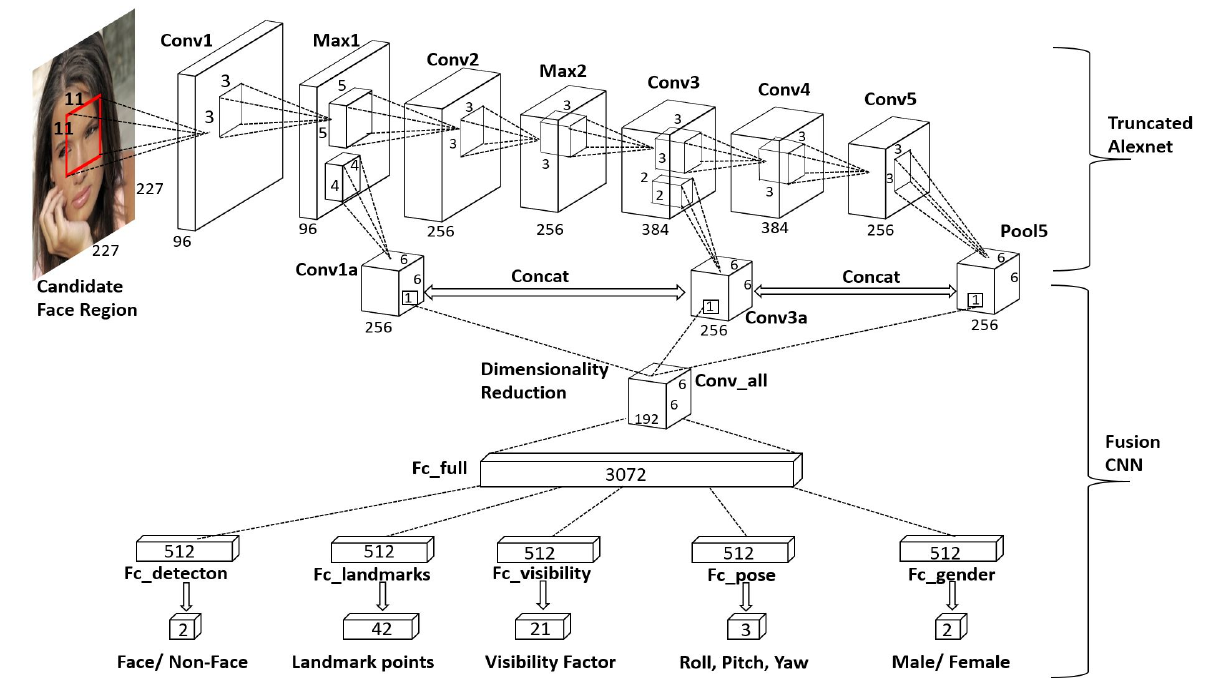 Conv1
Max1
Conv2
Max2
Conv3
Conv4
Conv5
11
11
3
3
5
5
3
3
3
3
3
3
3
3
3
3
4
4
2
2
227
227
96
96
256
256
384
384
256
Truncated
Alexnet
Candidate
Face Region
Conv1a
6
6
1
256
Concat
6
6
1
256
Conv3a
Concat
Pool5
6
6
1
256
Dimensionality
Reduction
Conv_all
6
6
192
Fusion
CNN
Fc_full
3072
512
512
512
512
512
Fc_detecton
Fc_landmarks
Fc_visibility
Fc_pose
Fc_gender
2
42
21
3
2
Face/ Non-Face
Landmark points
Visibility Factor
Roll, Pitch, Yaw
Male/ Female